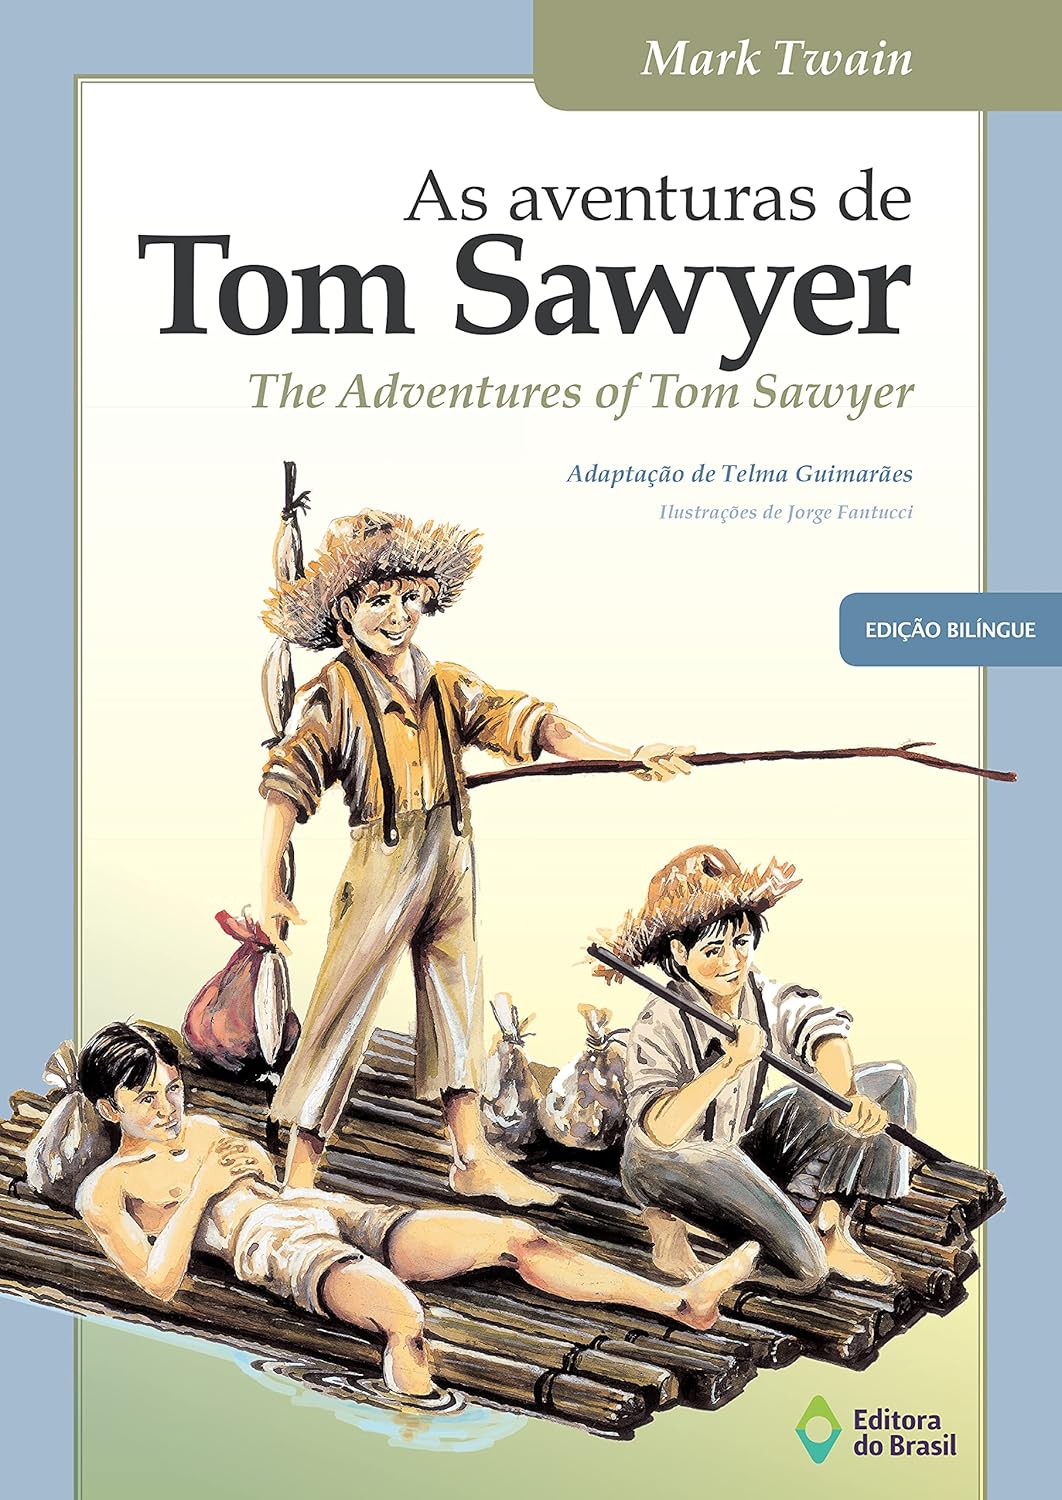 Mark Twain
As aventuras de
Tom Sawyer
The Adventures of Tom Sawyer
Adaptação de Telma Guimarães
Ilustrações de Jorge Fantucci
EDIÇÃO BILÍNGUE
Editora
do Brasil